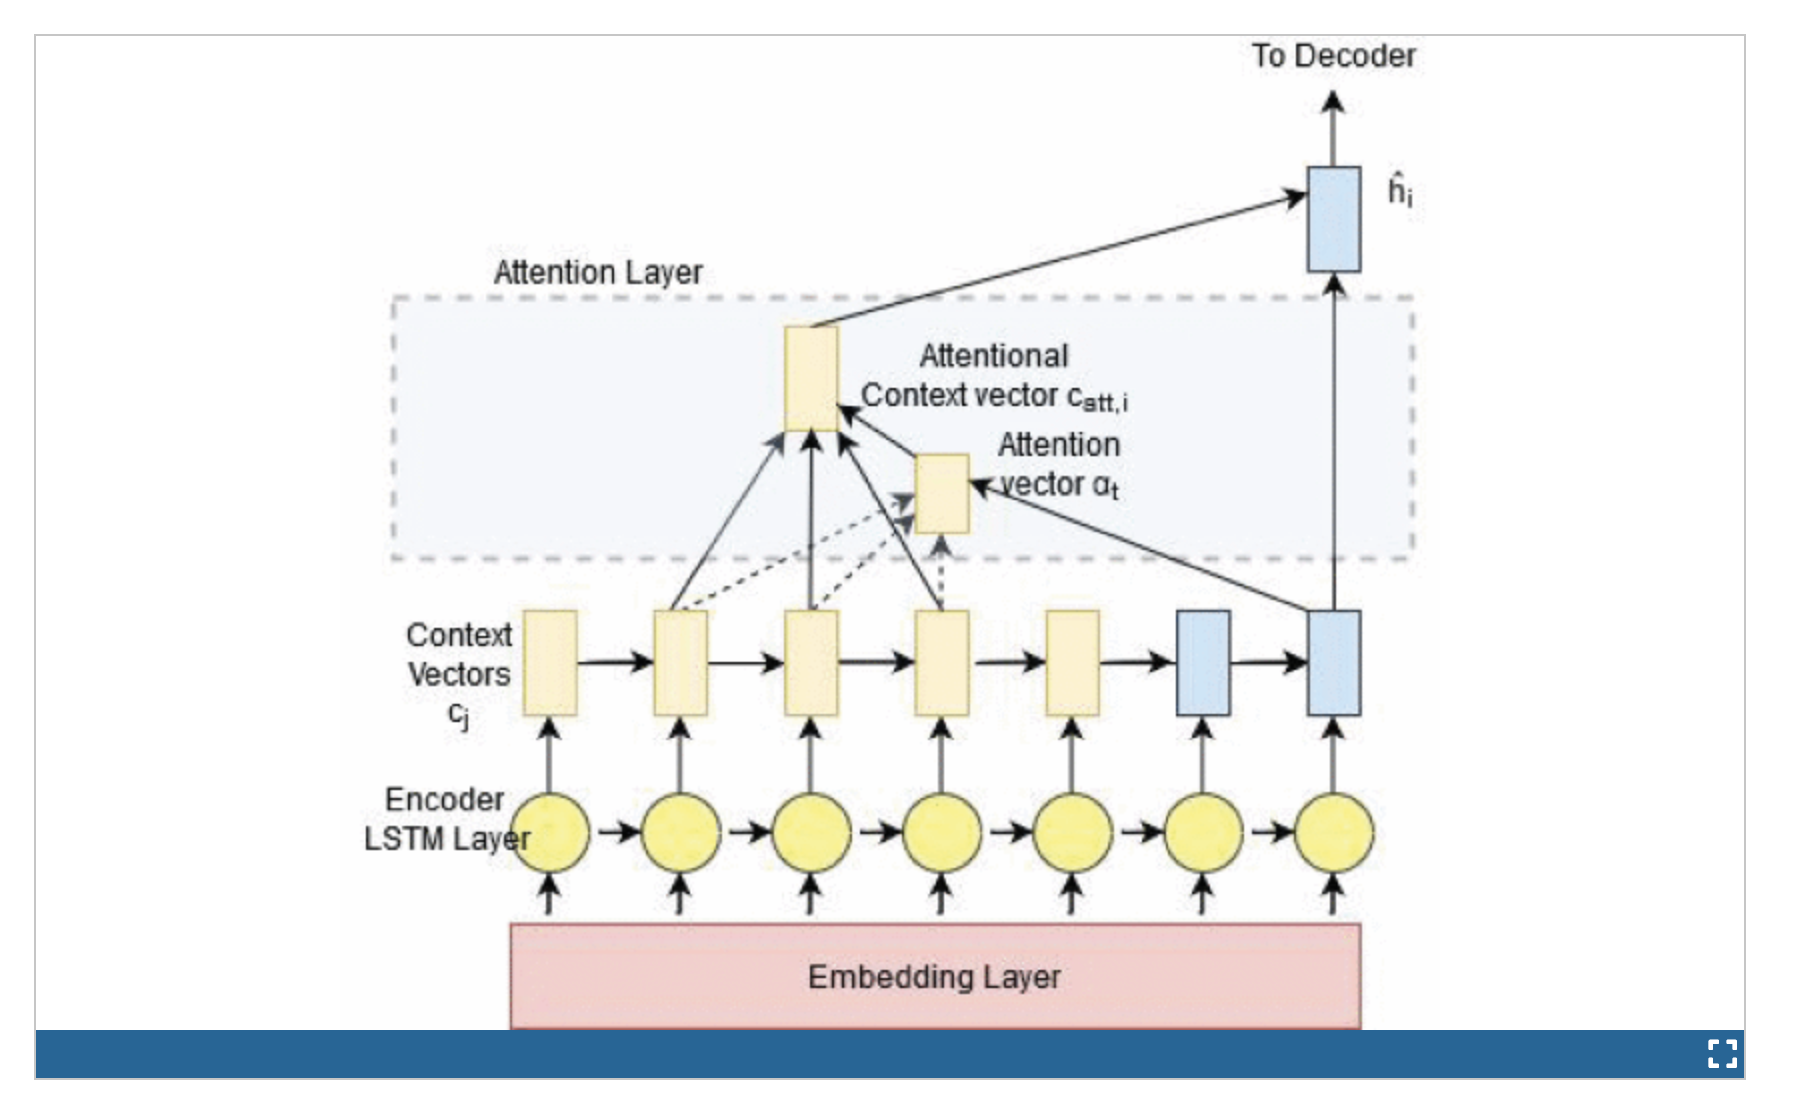 To Decoder
ĥi
Attention Layer
Attentional
Context vector catt,i
Attention
vector αt
Context
Vectors
cj
Encoder
LSTM Layer
Embedding Layer